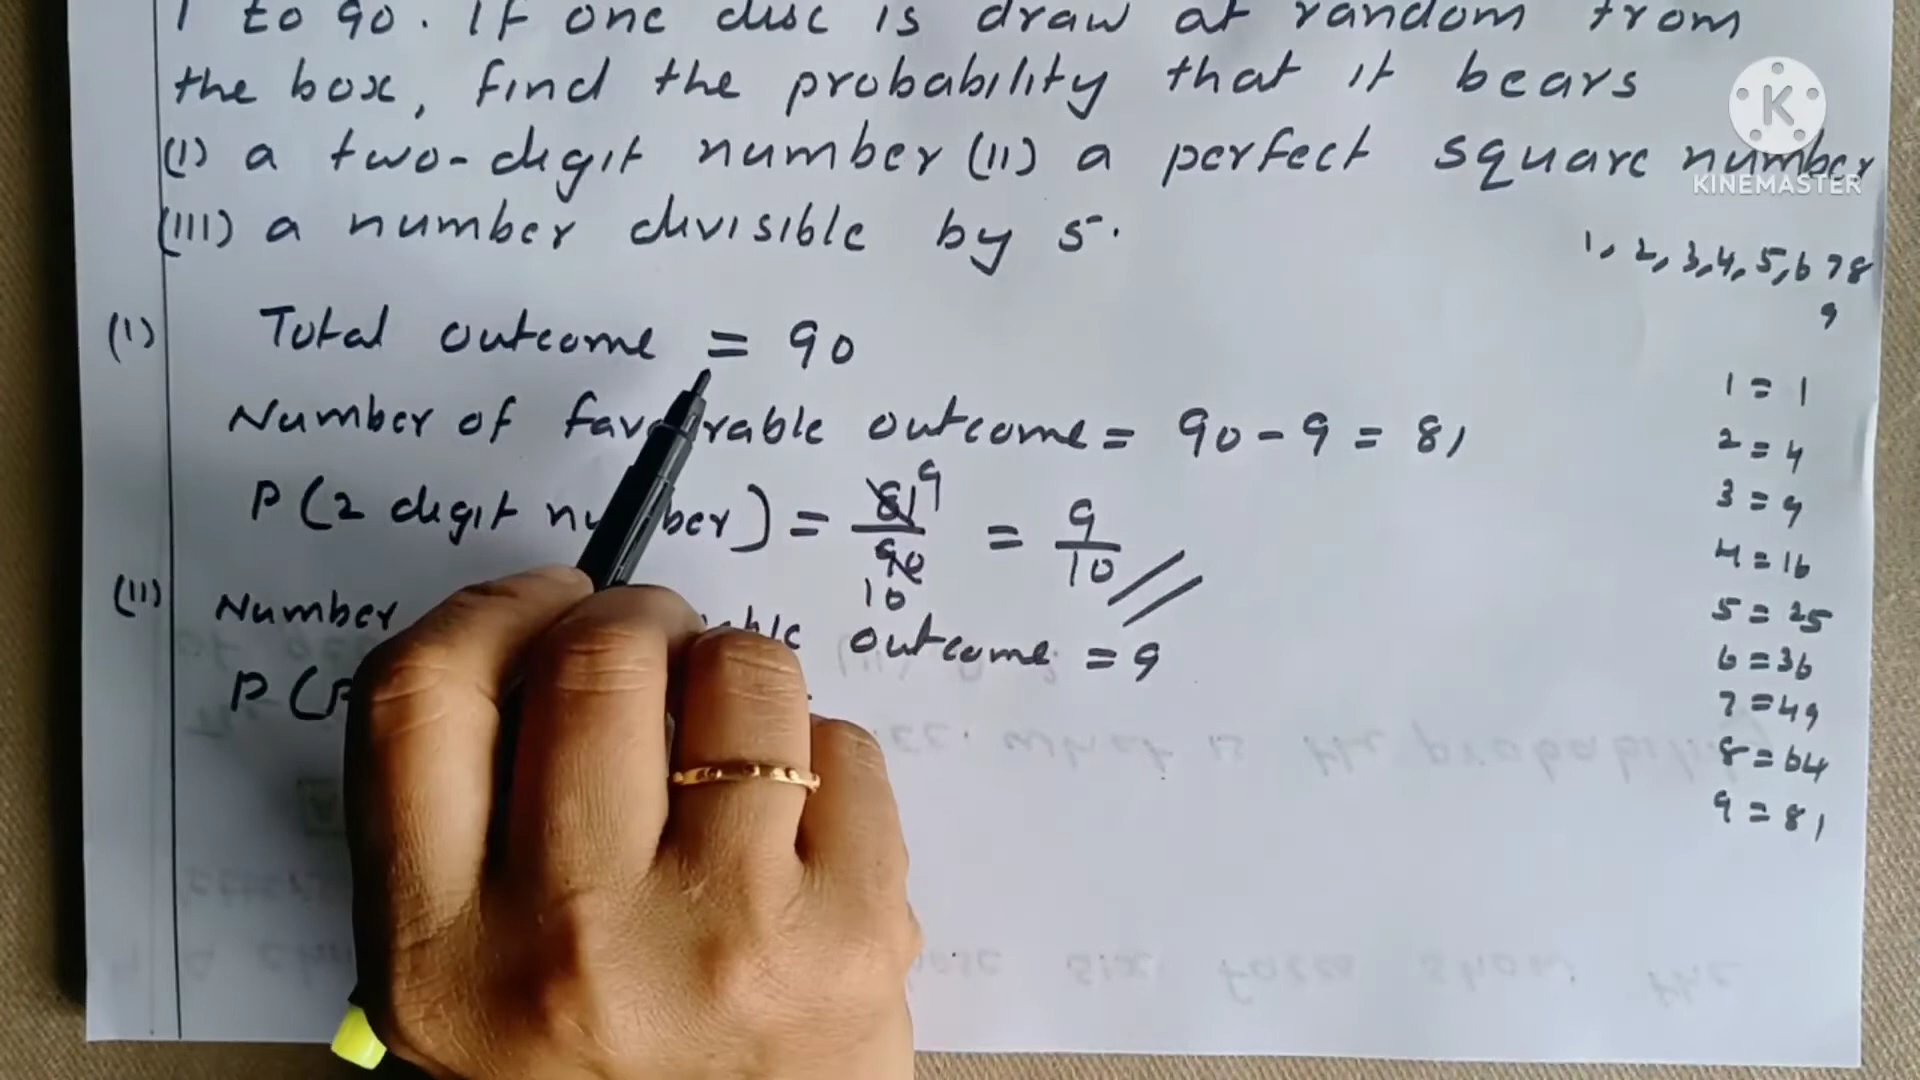 1 to 90. If one disc is draw at random from
the box, find the probability that it bears
(I) a two-digit number (II) a perfect square number
(III) a number divisible by 5.
K
KINEMASTER
1, 2, 3, 4, 5, 6 7 8
9
(I) Total outcome = 90
Number of favourable outcome = 90 - 9 = 81
P(2 digit number) = 81/90 = 9/10
9
10
(II) Number outcome = 9
P(P
1 = 1
2 = 4
3 = 9
4 = 16
5 = 25
6 = 36
7 = 49
8 = 64
9 = 81